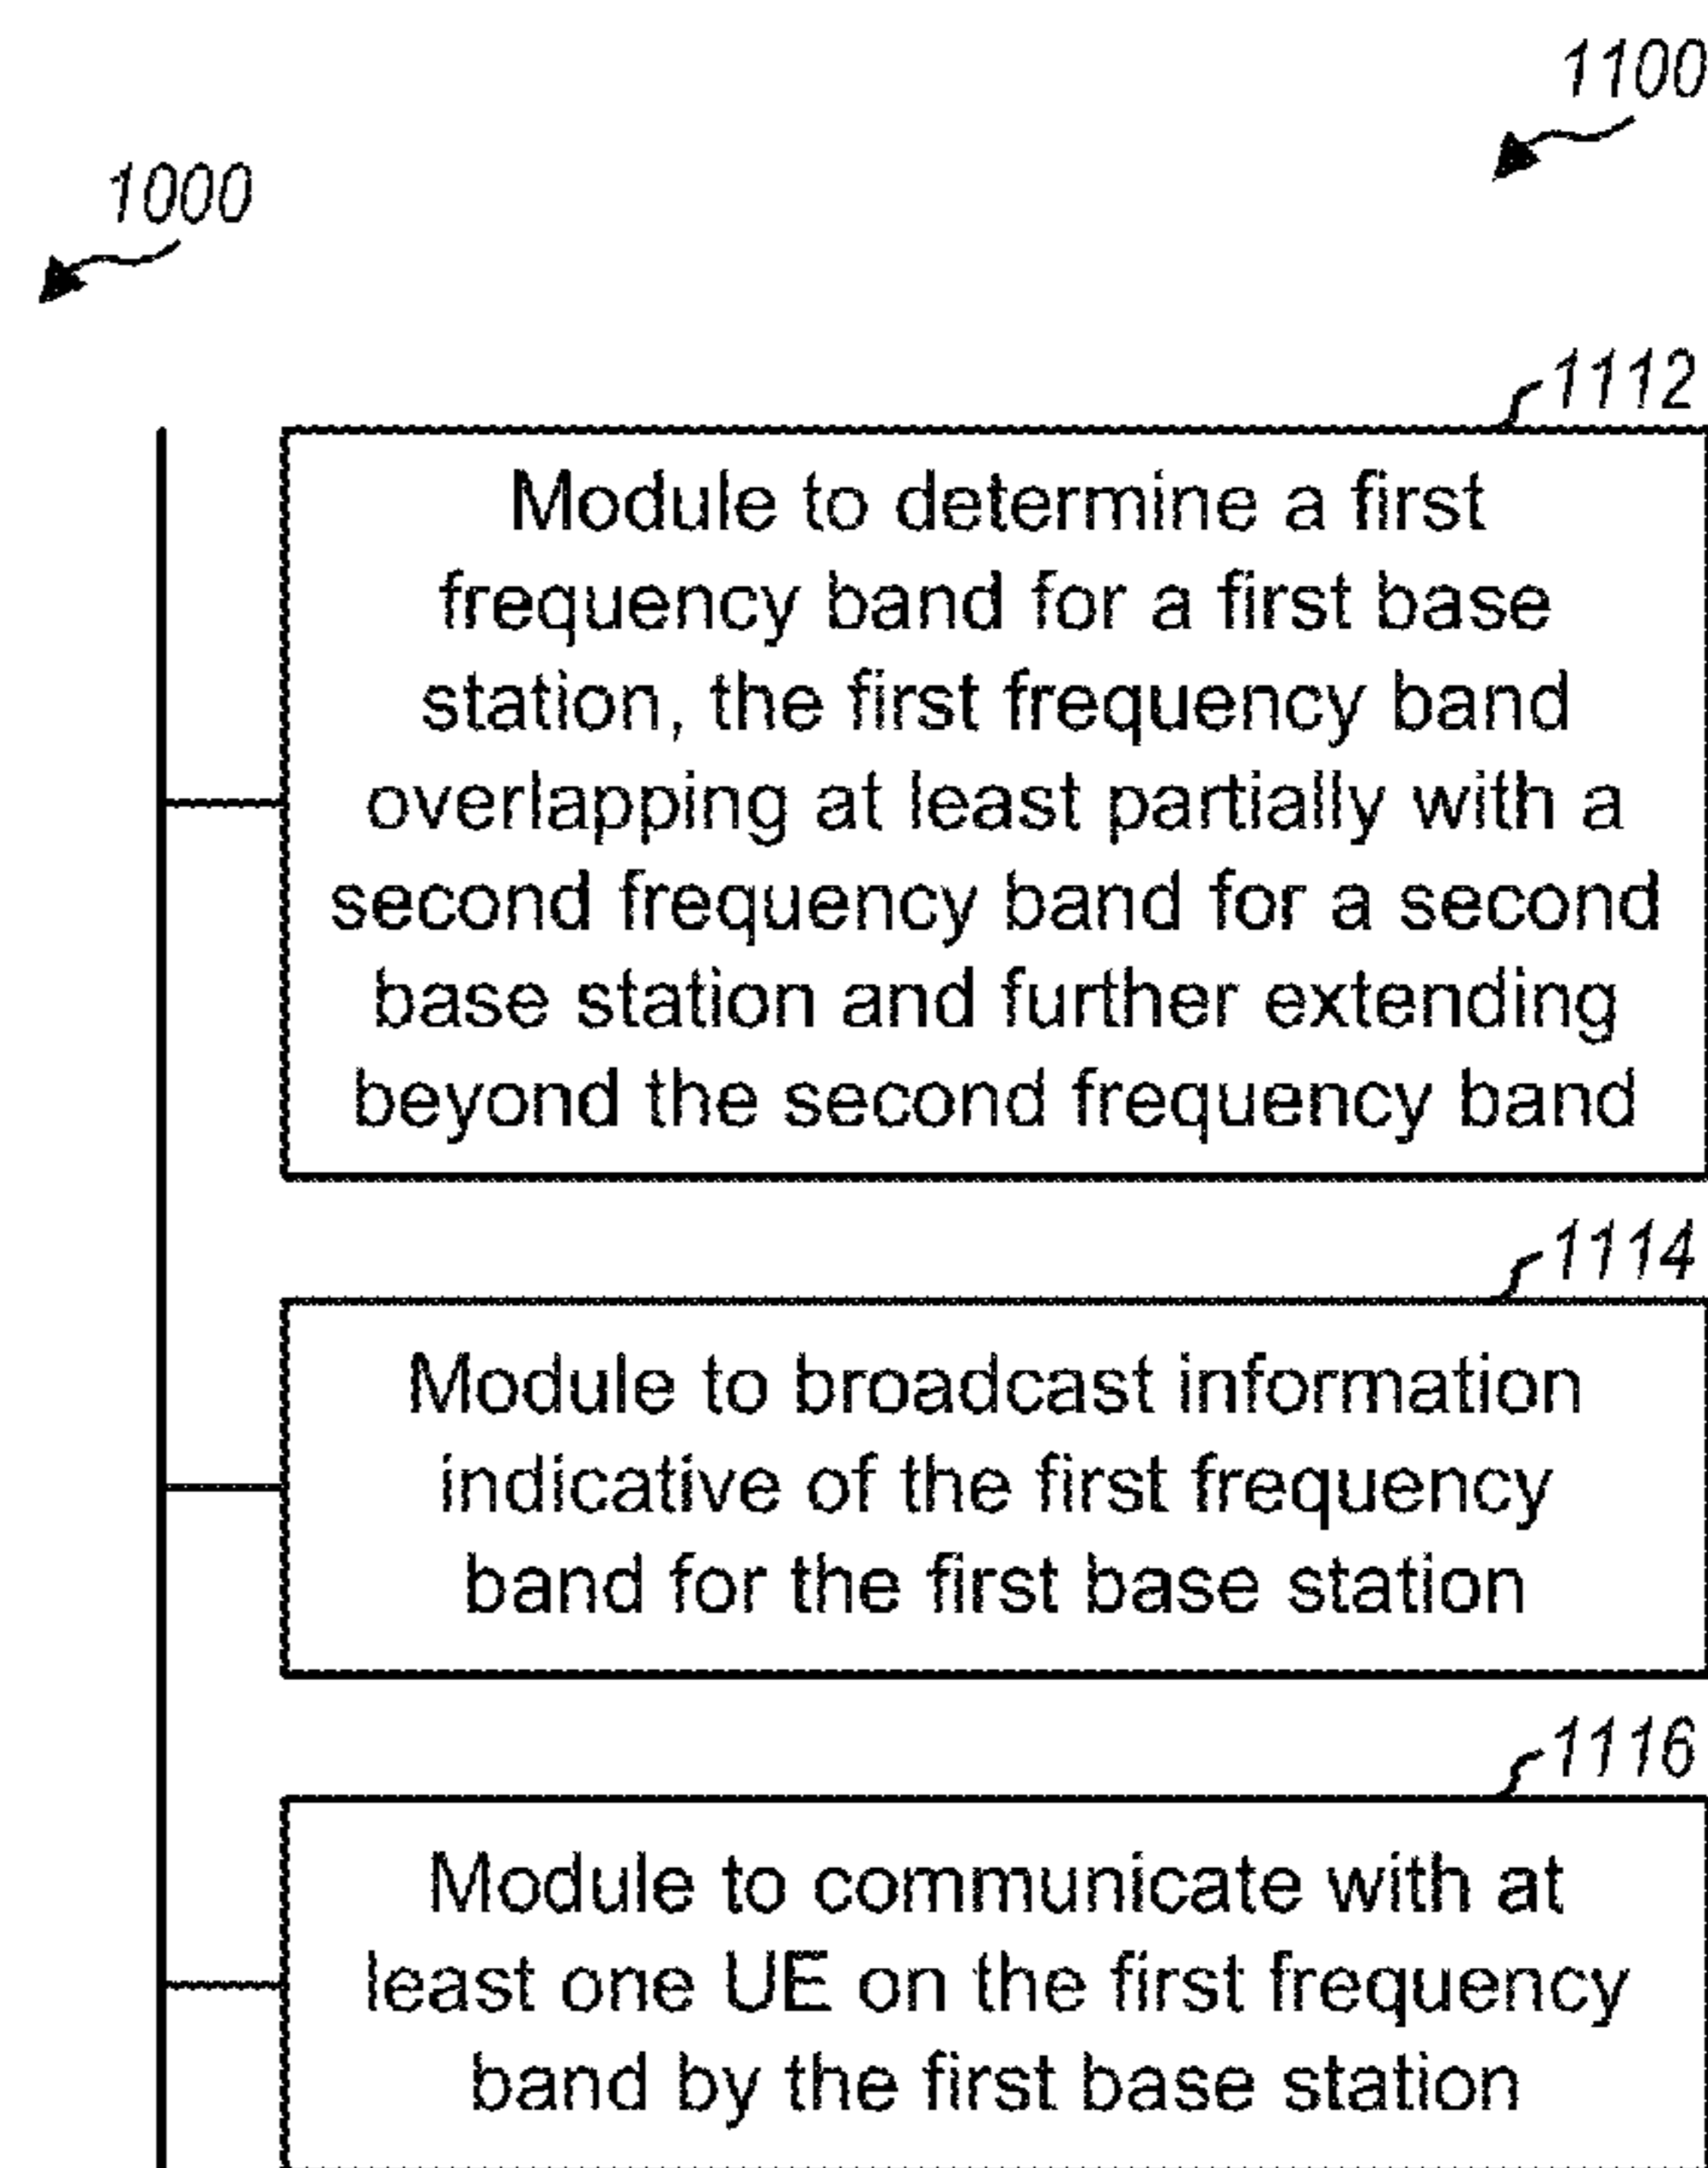 1100
1000
1112
Module to determine a first
frequency band for a first base
station, the first frequency band
overlapping at least partially with a
second frequency band for a second
base station and further extending
beyond the second frequency band
1114
Module to broadcast information
indicative of the first frequency
band for the first base station
1116
Module to communicate with at
least one UE on the first frequency
band by the first base station